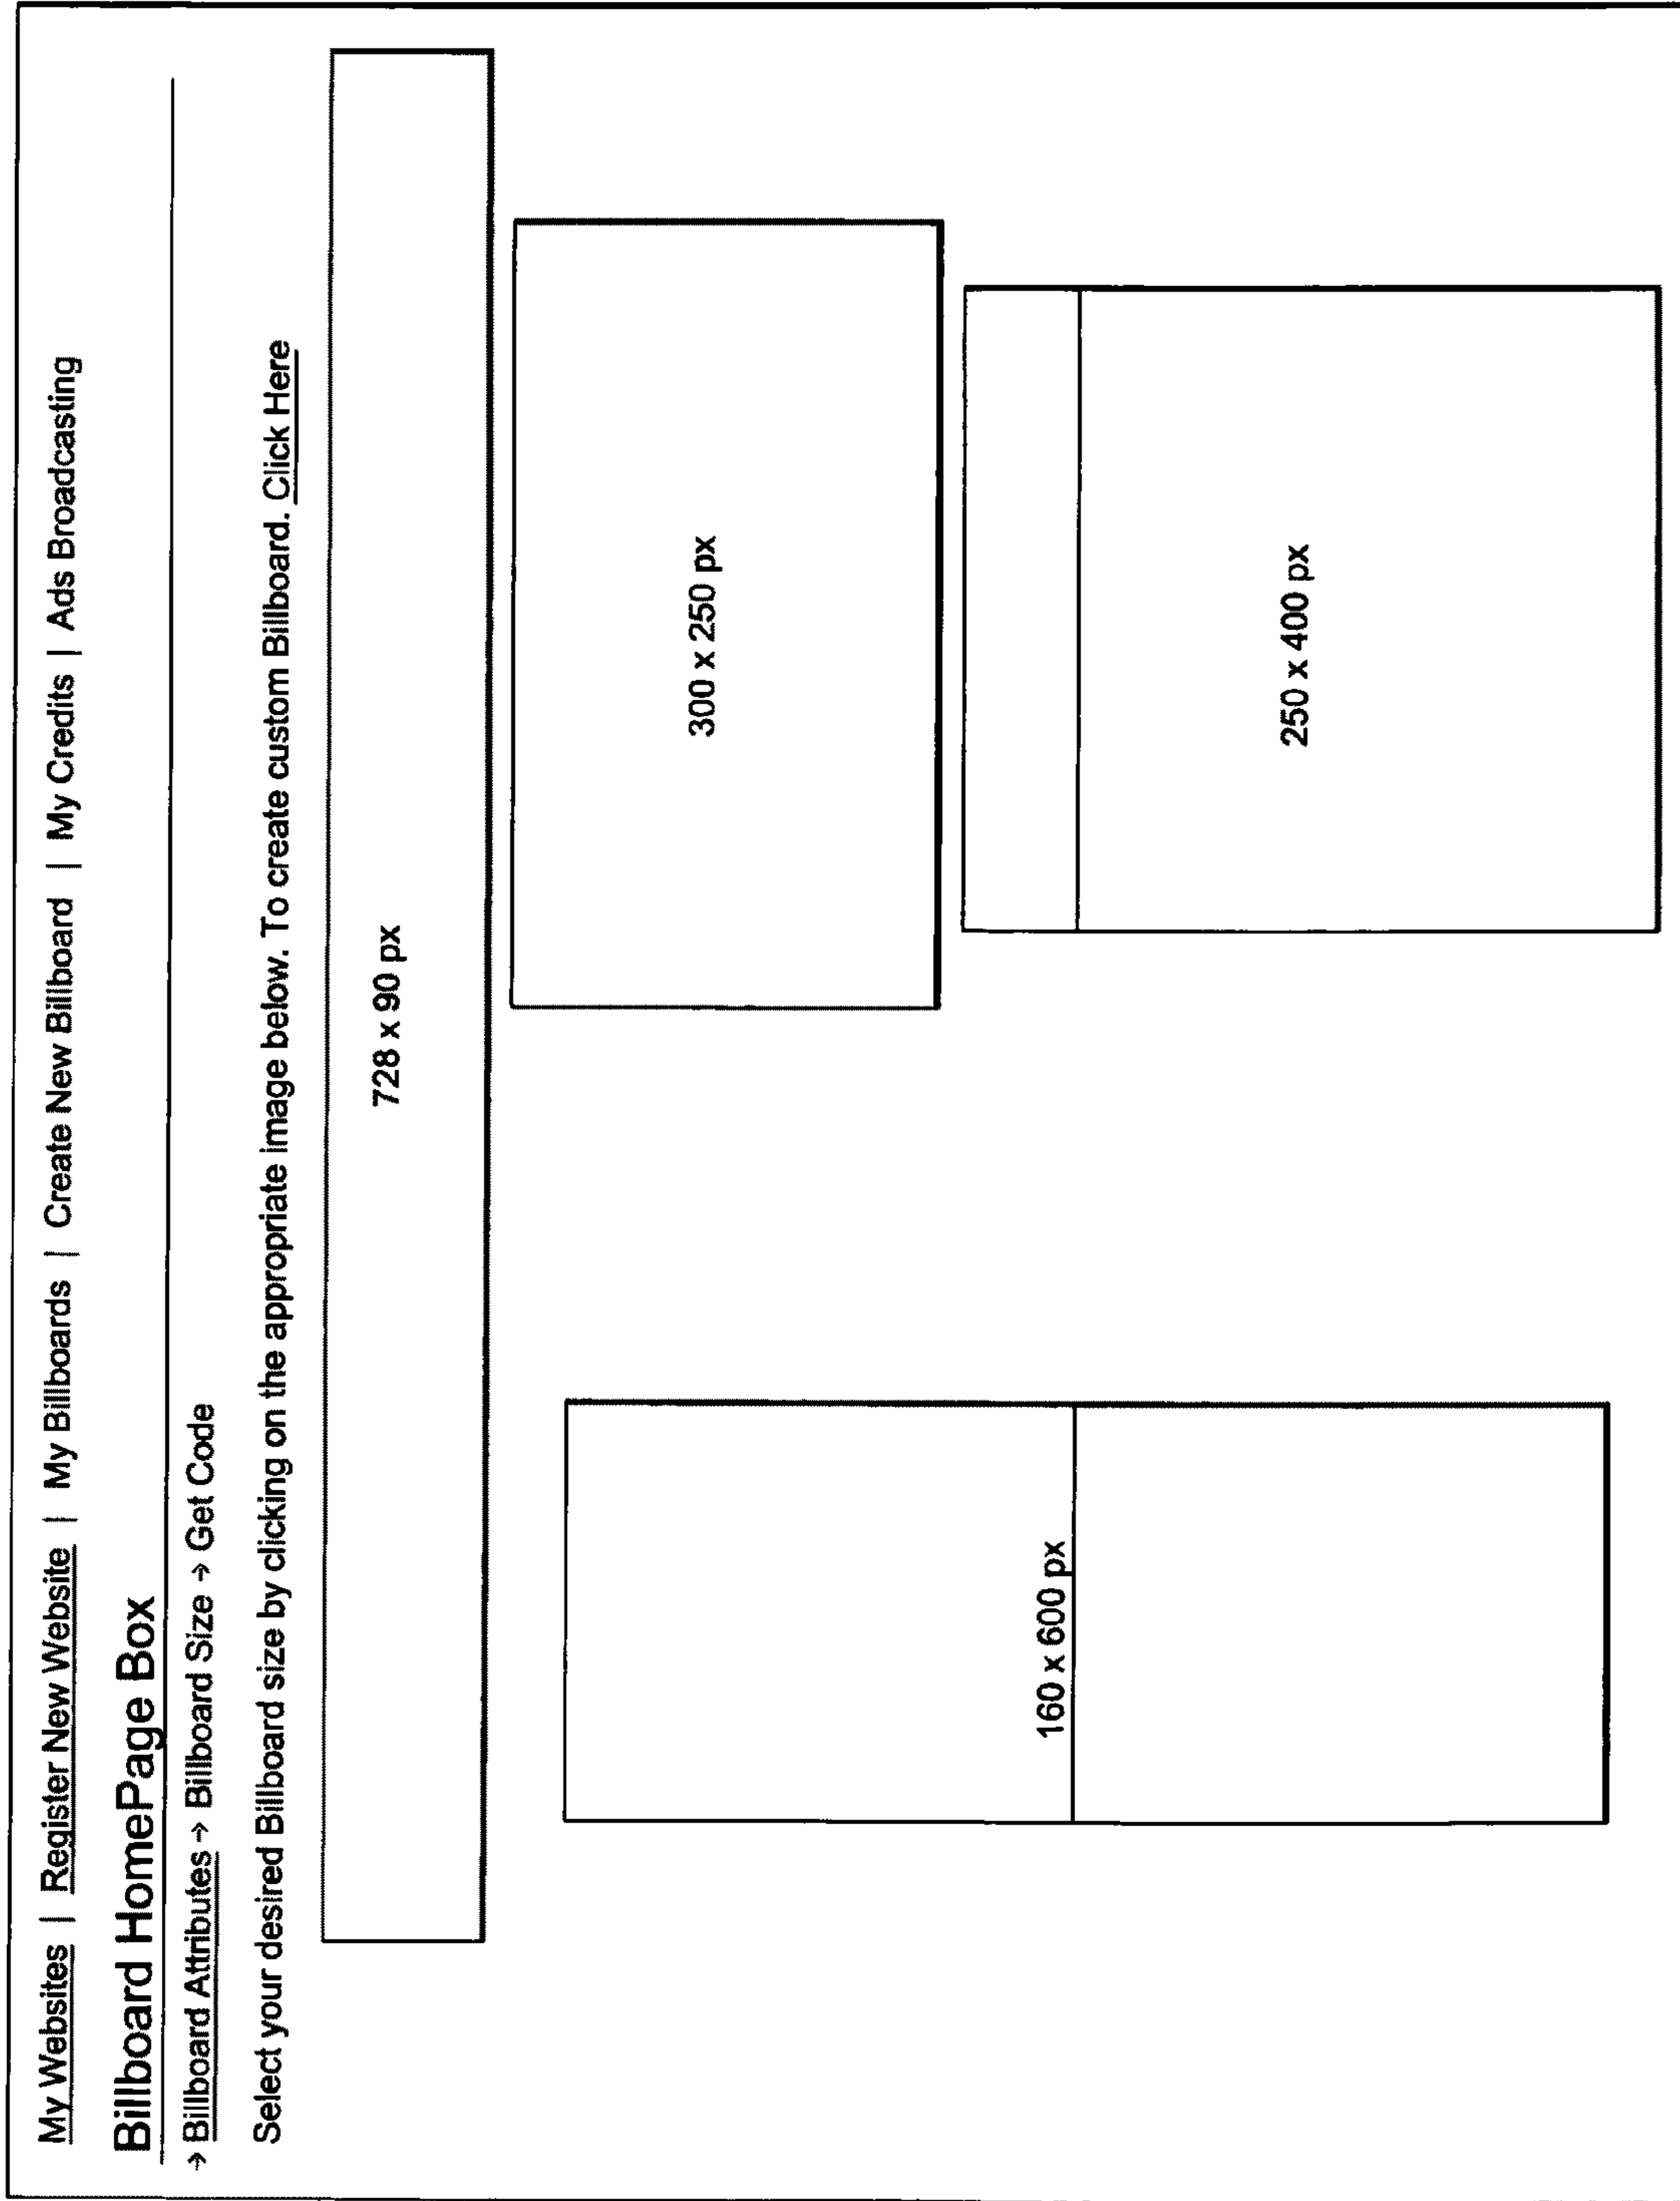 My Websites | Register New Website | My Billboards | Create New Billboard | My Credits | Ads Broadcasting
Billboard HomePage Box
→ Billboard Attributes → Billboard Size → Get Code
Select your desired Billboard size by clicking on the appropriate image below. To create custom Billboard. Click Here
728 x 90 px
300 x 250 px
160 x 600 px
250 x 400 px